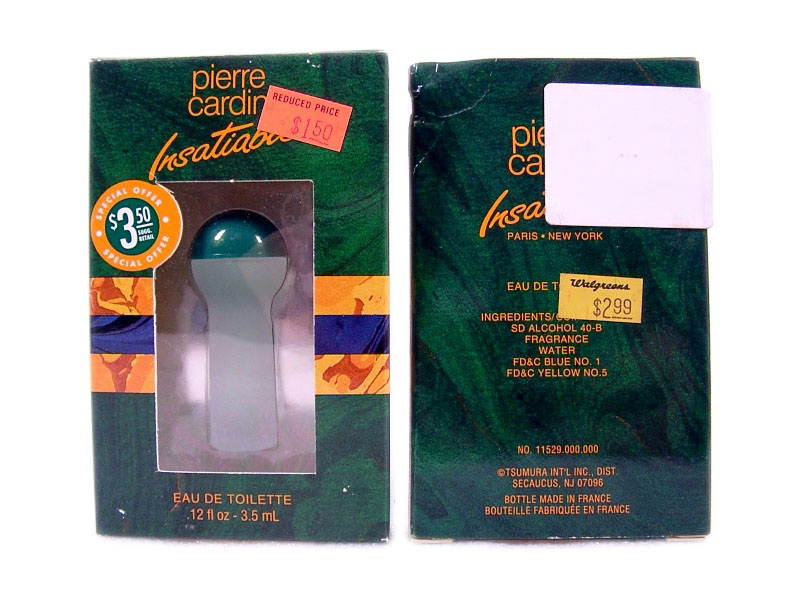 pierre
cardin
REDUCED PRICE
$1.50
SPECIAL OFFER
$3.50
SUGG.
RETAIL
SPECIAL OFFER
EAU DE TOILETTE
.12 fl oz - 3.5 mL
PARIS • NEW YORK
EAU DE
Walgreens
$2.99
INGREDIENTS/
SD ALCOHOL 40-B
FRAGRANCE
WATER
FD&C BLUE NO. 1
FD&C YELLOW NO.5
NO. 11529.000.000
©TSUMURA INT'L INC., DIST.
SECAUCUS, NJ 07096
BOTTLE MADE IN FRANCE
BOUTEILLE FABRIQUÉE EN FRANCE